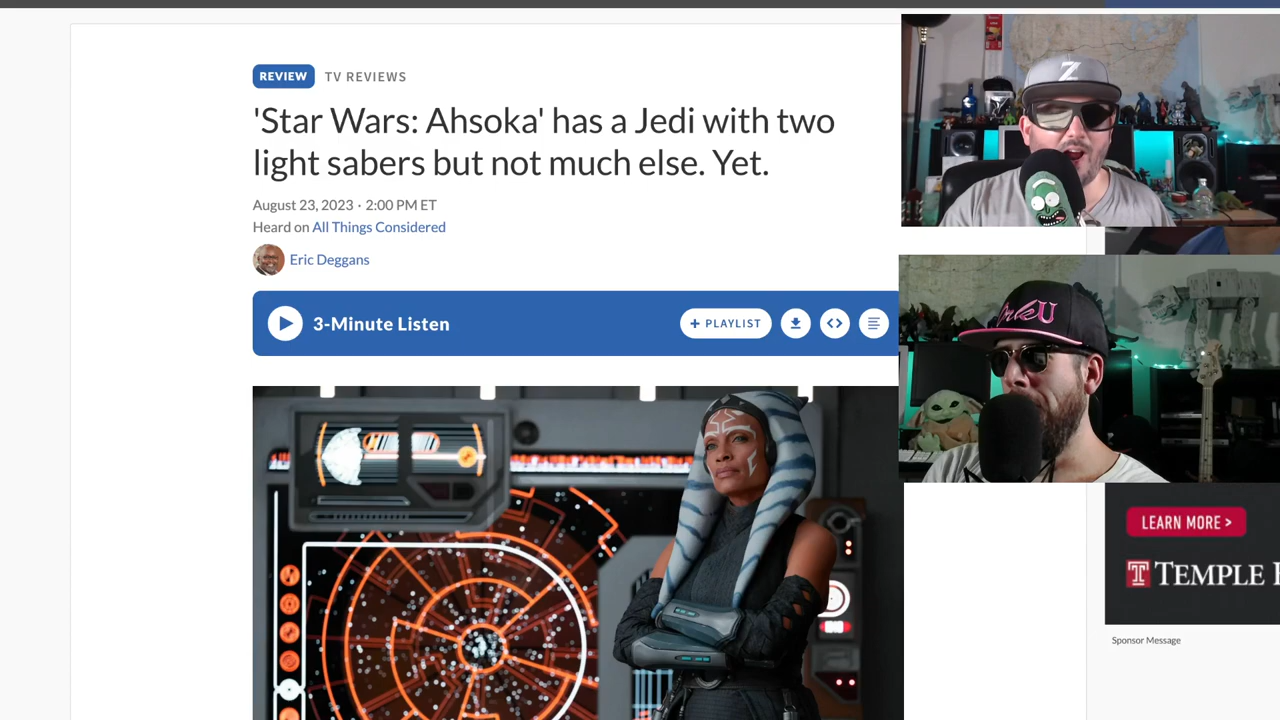 REVIEW TV REVIEWS
'Star Wars: Ahsoka' has a Jedi with two
light sabers but not much else. Yet.
August 23, 2023 · 2:00 PM ET
Heard on All Things Considered
Eric Deggans
3-Minute Listen
+ PLAYLIST
Z
LEARN MORE >
T TEMPLE
Sponsor Message